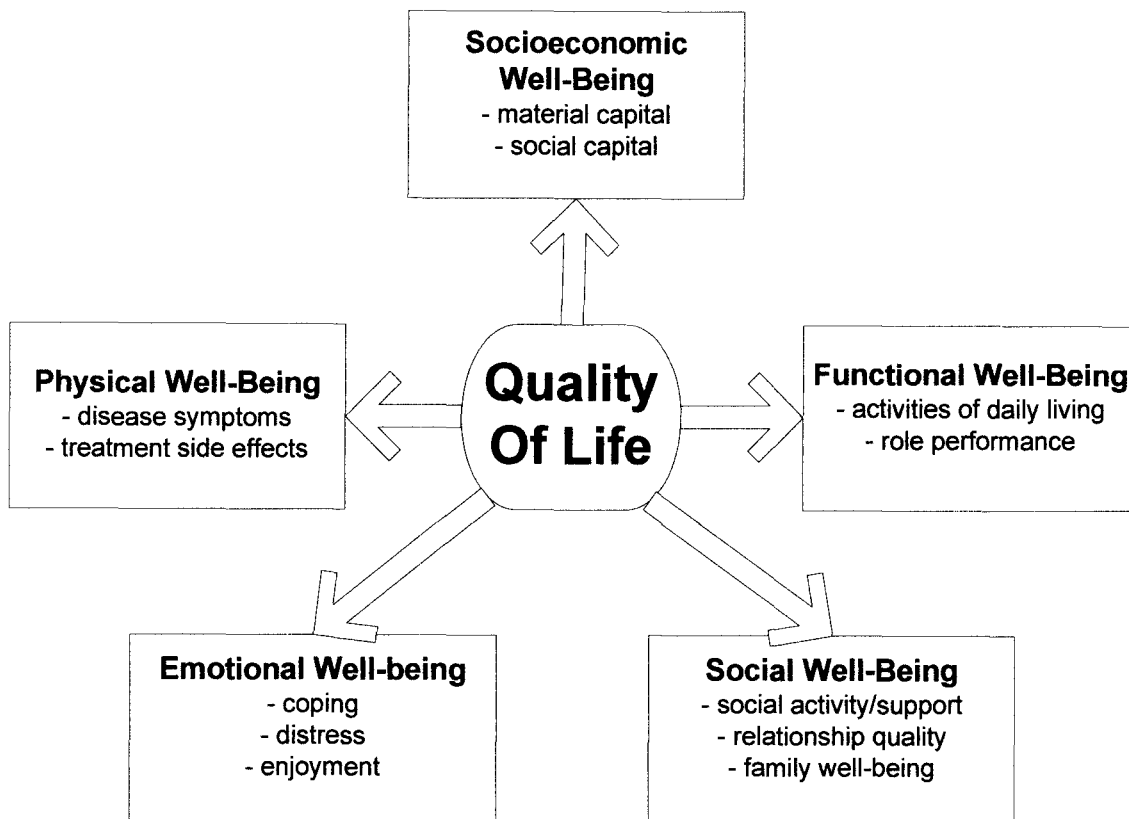 Socioeconomic
Well-Being
- material capital
- social capital
Physical Well-Being
- disease symptoms
- treatment side effects
Quality
Of Life
Functional Well-Being
- activities of daily living
- role performance
Emotional Well-being
- coping
- distress
- enjoyment
Social Well-Being
- social activity/support
- relationship quality
- family well-being